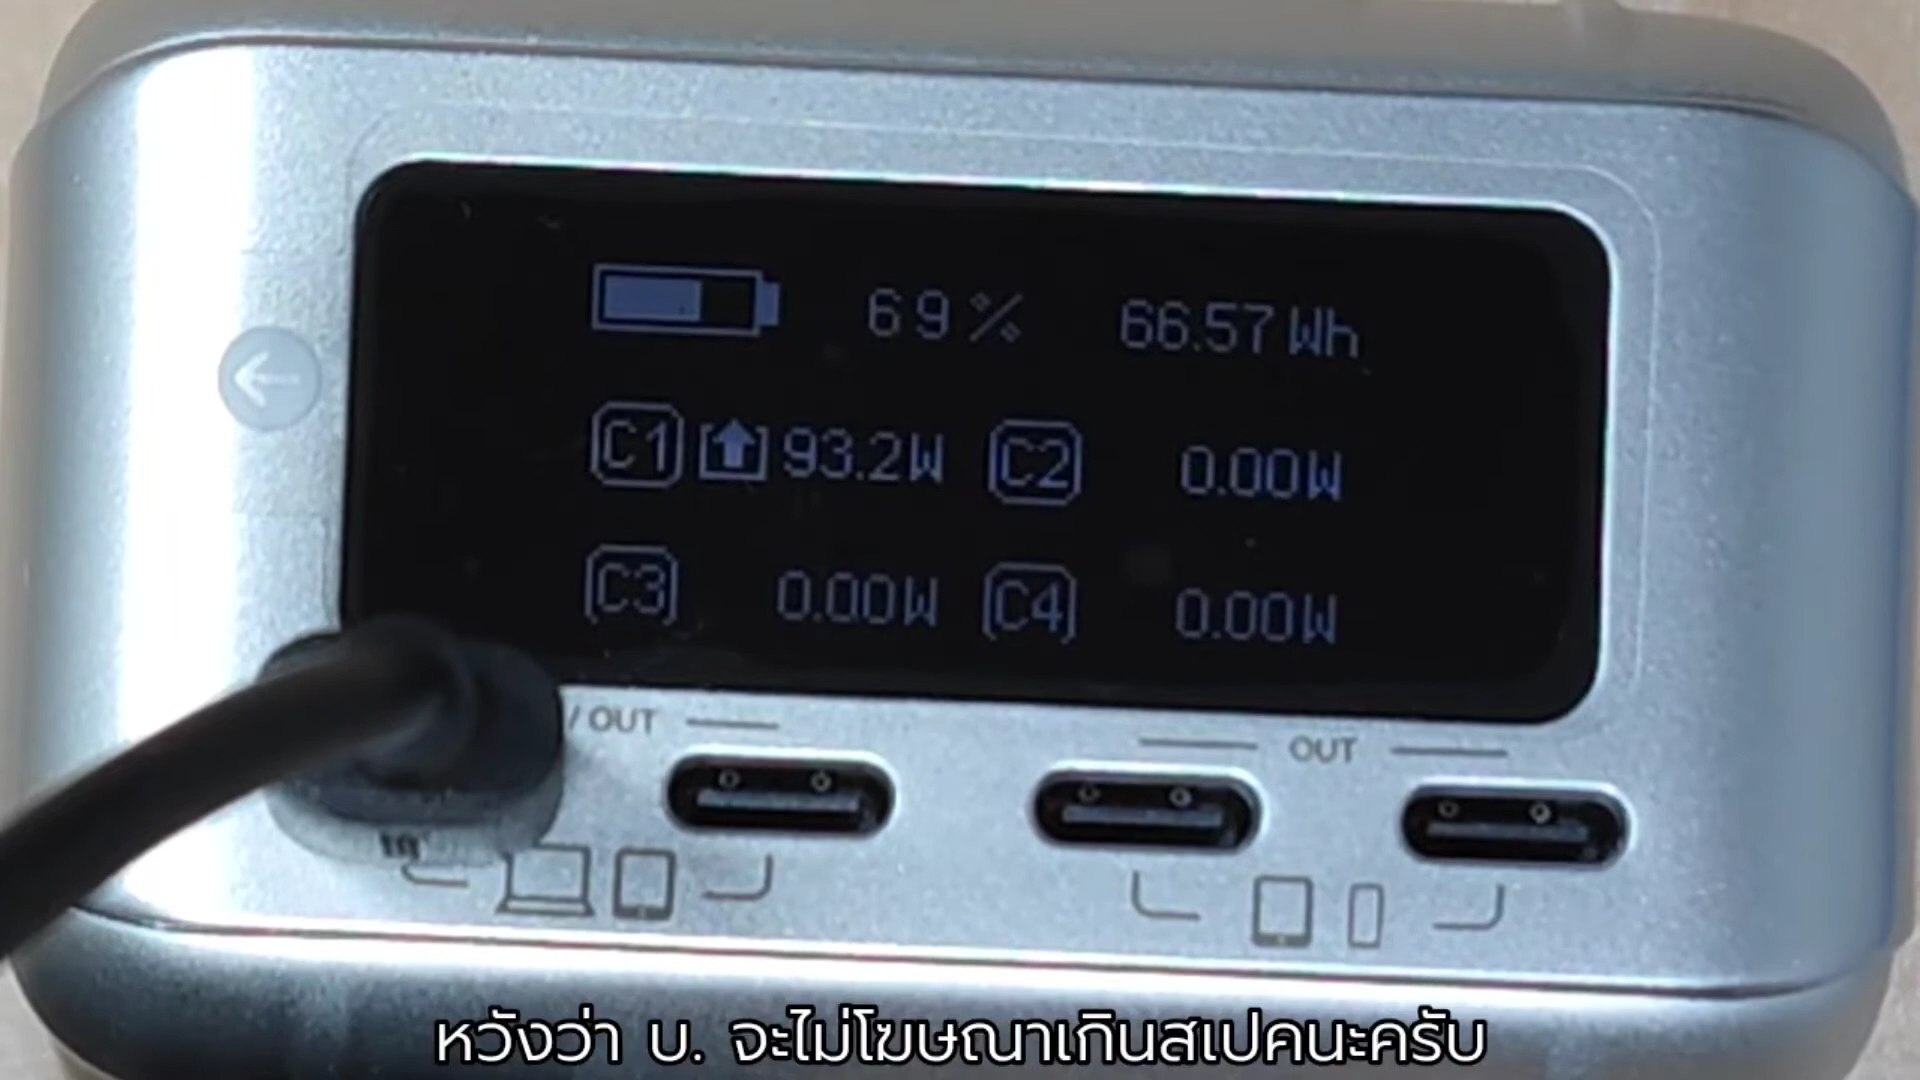 69% 66.57Wh
C1 93.2W C2 0.00W
C3 0.00W C4 0.00W
/ OUT
OUT
หวังว่า บ. จะไม่โฆษณาเกินสเปคนะครับ